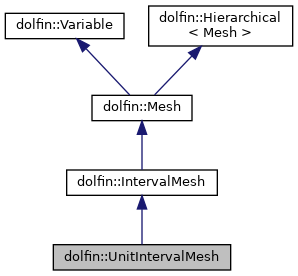 dolfin::Variable
dolfin::Hierarchical
< Mesh >
dolfin::Mesh
dolfin::IntervalMesh
dolfin::UnitIntervalMesh